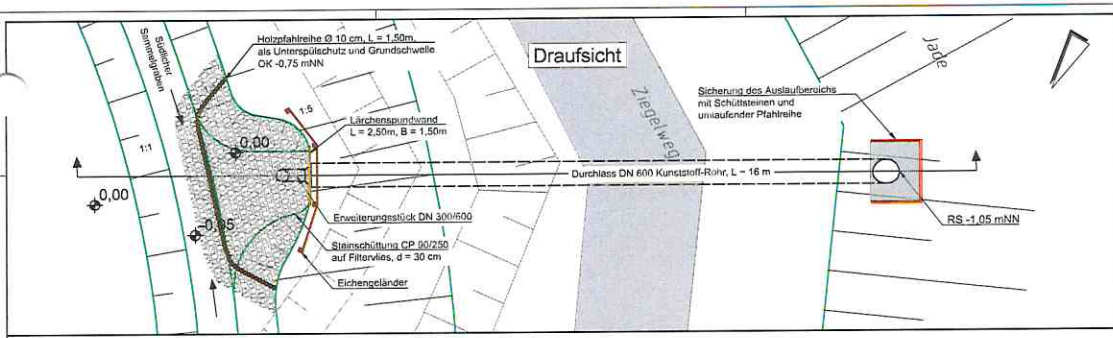 Südlicher
Sammelgraben
Holzpfahlreihe Ø 10 cm, L = 1,50m,
als Unterspülschutz und Grundschwelle
OK -0,75 mNN
Draufsicht
Jade
Ziegelweg
Sicherung des Auslaufbereichs
mit Schüttsteinen und
umlaufender Pfahlreihe
1:5
Lärchenspundwand
L = 2,50m, B = 1,50m
1:1
0,00
Durchlass DN 600 Kunststoff-Rohr, L = 16 m
0,00
Erweiterungsstück DN 300/600
RS -1,05 mNN
Steinschüttung CP 90/250
auf Filtervlies, d = 30 cm
Eichengeländer